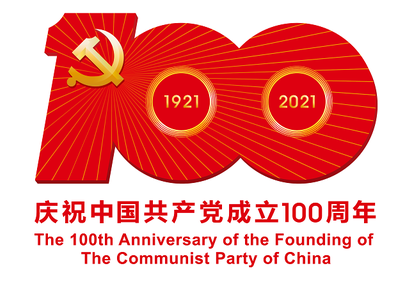 100
1921 2021
庆祝中国共产党成立100周年
The 100th Anniversary of the Founding of
The Communist Party of China